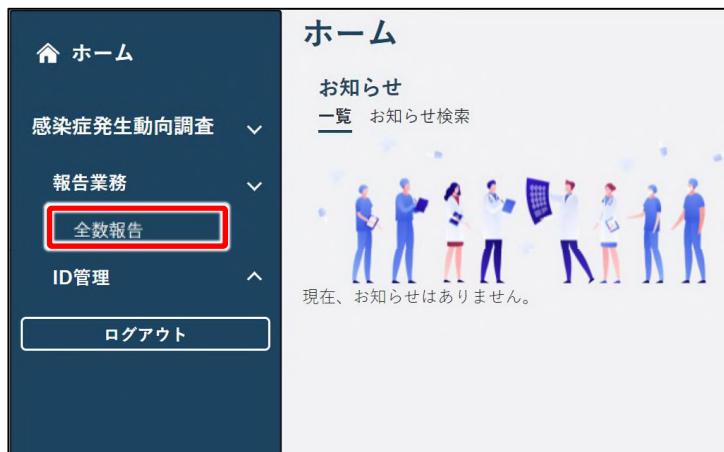 ホーム
感染症発生動向調査
報告業務
全数報告
ID管理
ログアウト
ホーム
お知らせ
一覧 お知らせ検索
現在、お知らせはありません。